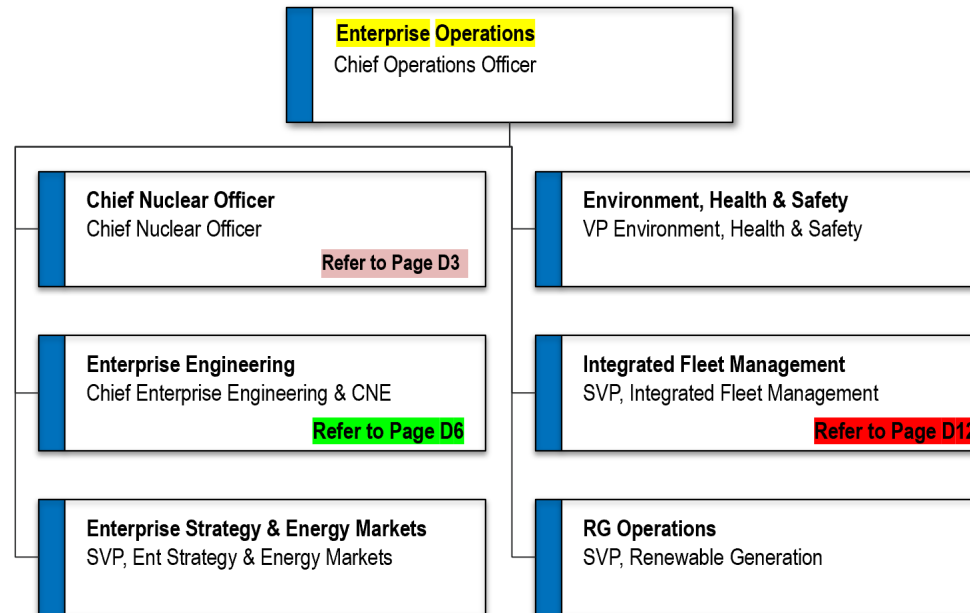 Enterprise Operations
Chief Operations Officer
Chief Nuclear Officer
Chief Nuclear Officer
Refer to Page D3
Environment, Health & Safety
VP Environment, Health & Safety
Enterprise Engineering
Chief Enterprise Engineering & CNE
Refer to Page D6
Integrated Fleet Management
SVP, Integrated Fleet Management
Refer to Page D12
Enterprise Strategy & Energy Markets
SVP, Ent Strategy & Energy Markets
RG Operations
SVP, Renewable Generation